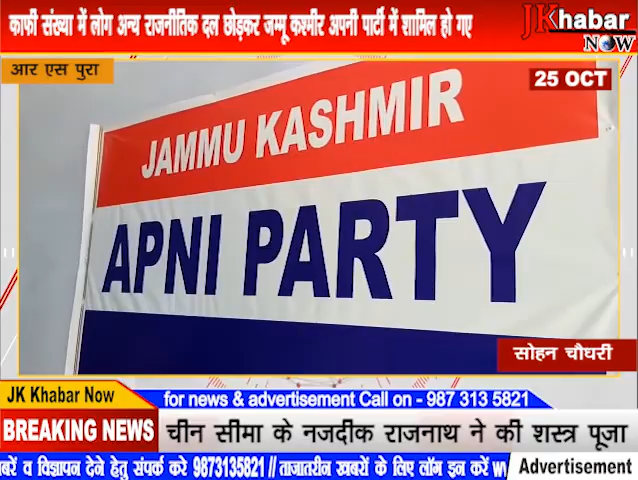 काफी संख्या में लोग अन्य राजनीतिक दल छोड़कर जम्मू कश्मीर अपनी पार्टी में शामिल हो गए
JKhabar
NOW
आर एस पुरा
25 OCT
JAMMU KASHMIR
APNI PARTY
सोहन चौधरी
JK Khabar Now
for news & advertisement Call on - 987 313 5821
BREAKING NEWS
चीन सीमा के नजदीक राजनाथ ने की शस्त्र पूजा
बरें व विज्ञापन देने हेतु संपर्क करे 9873135821 // ताजातरीन खबरों के लिए लॉग इन करें
Advertisement